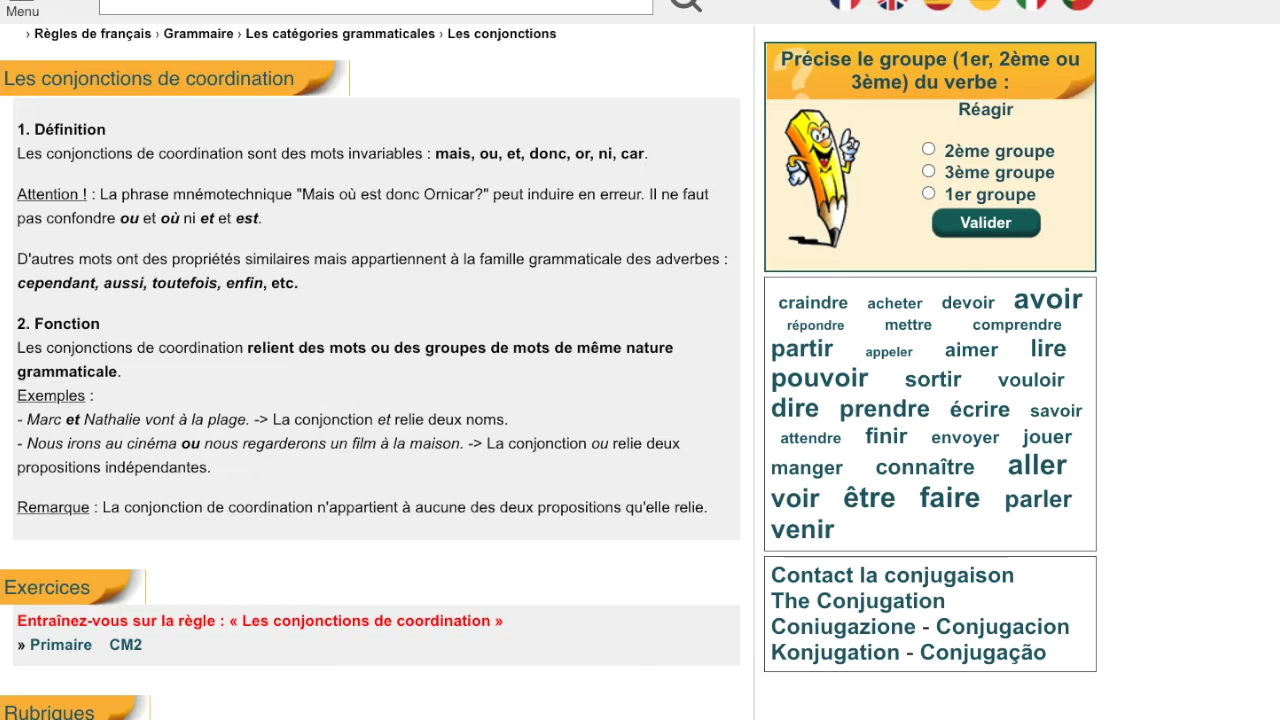 Menu
› Règles de français › Grammaire › Les catégories grammaticales › Les conjonctions
Les conjonctions de coordination
1. Définition
Les conjonctions de coordination sont des mots invariables : mais, ou, et, donc, or, ni, car.
Attention ! : La phrase mnémotechnique "Mais où est donc Ornicar?" peut induire en erreur. Il ne faut
pas confondre ou et où ni et et est.
D'autres mots ont des propriétés similaires mais appartiennent à la famille grammaticale des adverbes :
cependant, aussi, toutefois, enfin, etc.
2. Fonction
Les conjonctions de coordination relient des mots ou des groupes de mots de même nature
grammaticale.
Exemples :
- Marc et Nathalie vont à la plage. -> La conjonction et relie deux noms.
- Nous irons au cinéma ou nous regarderons un film à la maison. -> La conjonction ou relie deux
propositions indépendantes.
Remarque : La conjonction de coordination n'appartient à aucune des deux propositions qu'elle relie.
Exercices
Entraînez-vous sur la règle : « Les conjonctions de coordination »
» Primaire CM2
Rubriques
Précise le groupe (1er, 2ème ou
3ème) du verbe :
Réagir
2ème groupe
3ème groupe
1er groupe
Valider
craindre acheter devoir avoir
répondre mettre comprendre
partir appeler aimer lire
pouvoir sortir vouloir
dire prendre écrire savoir
attendre finir envoyer jouer
manger connaître aller
voir être faire parler
venir
Contact la conjugaison
The Conjugation
Coniugazione - Conjugacion
Konjugation - Conjugação